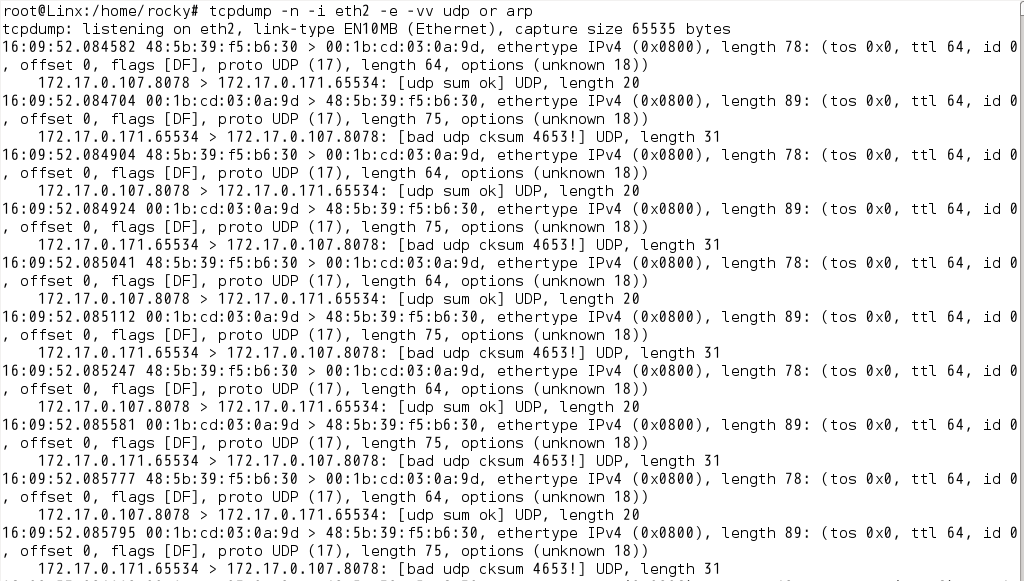 root@Linx:/home/rocky# tcpdump -n -i eth2 -e -vv udp or arp
tcpdump: listening on eth2, link-type EN10MB (Ethernet), capture size 65535 bytes
16:09:52.084582 48:5b:39:f5:b6:30 > 00:1b:cd:03:0a:9d, ethertype IPv4 (0x0800), length 78: (tos 0x0, ttl 64, id 0
, offset 0, flags [DF], proto UDP (17), length 64, options (unknown 18))
    172.17.0.107.8078 > 172.17.0.171.65534: [udp sum ok] UDP, length 20
16:09:52.084704 00:1b:cd:03:0a:9d > 48:5b:39:f5:b6:30, ethertype IPv4 (0x0800), length 89: (tos 0x0, ttl 64, id 0
, offset 0, flags [DF], proto UDP (17), length 75, options (unknown 18))
    172.17.0.171.65534 > 172.17.0.107.8078: [bad udp cksum 4653!] UDP, length 31
16:09:52.084904 48:5b:39:f5:b6:30 > 00:1b:cd:03:0a:9d, ethertype IPv4 (0x0800), length 78: (tos 0x0, ttl 64, id 0
, offset 0, flags [DF], proto UDP (17), length 64, options (unknown 18))
    172.17.0.107.8078 > 172.17.0.171.65534: [udp sum ok] UDP, length 20
16:09:52.084924 00:1b:cd:03:0a:9d > 48:5b:39:f5:b6:30, ethertype IPv4 (0x0800), length 89: (tos 0x0, ttl 64, id 0
, offset 0, flags [DF], proto UDP (17), length 75, options (unknown 18))
    172.17.0.171.65534 > 172.17.0.107.8078: [bad udp cksum 4653!] UDP, length 31
16:09:52.085041 48:5b:39:f5:b6:30 > 00:1b:cd:03:0a:9d, ethertype IPv4 (0x0800), length 78: (tos 0x0, ttl 64, id 0
, offset 0, flags [DF], proto UDP (17), length 64, options (unknown 18))
    172.17.0.107.8078 > 172.17.0.171.65534: [udp sum ok] UDP, length 20
16:09:52.085112 00:1b:cd:03:0a:9d > 48:5b:39:f5:b6:30, ethertype IPv4 (0x0800), length 89: (tos 0x0, ttl 64, id 0
, offset 0, flags [DF], proto UDP (17), length 75, options (unknown 18))
    172.17.0.171.65534 > 172.17.0.107.8078: [bad udp cksum 4653!] UDP, length 31
16:09:52.085247 48:5b:39:f5:b6:30 > 00:1b:cd:03:0a:9d, ethertype IPv4 (0x0800), length 78: (tos 0x0, ttl 64, id 0
, offset 0, flags [DF], proto UDP (17), length 64, options (unknown 18))
    172.17.0.107.8078 > 172.17.0.171.65534: [udp sum ok] UDP, length 20
16:09:52.085581 00:1b:cd:03:0a:9d > 48:5b:39:f5:b6:30, ethertype IPv4 (0x0800), length 89: (tos 0x0, ttl 64, id 0
, offset 0, flags [DF], proto UDP (17), length 75, options (unknown 18))
    172.17.0.171.65534 > 172.17.0.107.8078: [bad udp cksum 4653!] UDP, length 31
16:09:52.085777 48:5b:39:f5:b6:30 > 00:1b:cd:03:0a:9d, ethertype IPv4 (0x0800), length 78: (tos 0x0, ttl 64, id 0
, offset 0, flags [DF], proto UDP (17), length 64, options (unknown 18))
    172.17.0.107.8078 > 172.17.0.171.65534: [udp sum ok] UDP, length 20
16:09:52.085795 00:1b:cd:03:0a:9d > 48:5b:39:f5:b6:30, ethertype IPv4 (0x0800), length 89: (tos 0x0, ttl 64, id 0
, offset 0, flags [DF], proto UDP (17), length 75, options (unknown 18))
    172.17.0.171.65534 > 172.17.0.107.8078: [bad udp cksum 4653!] UDP, length 31